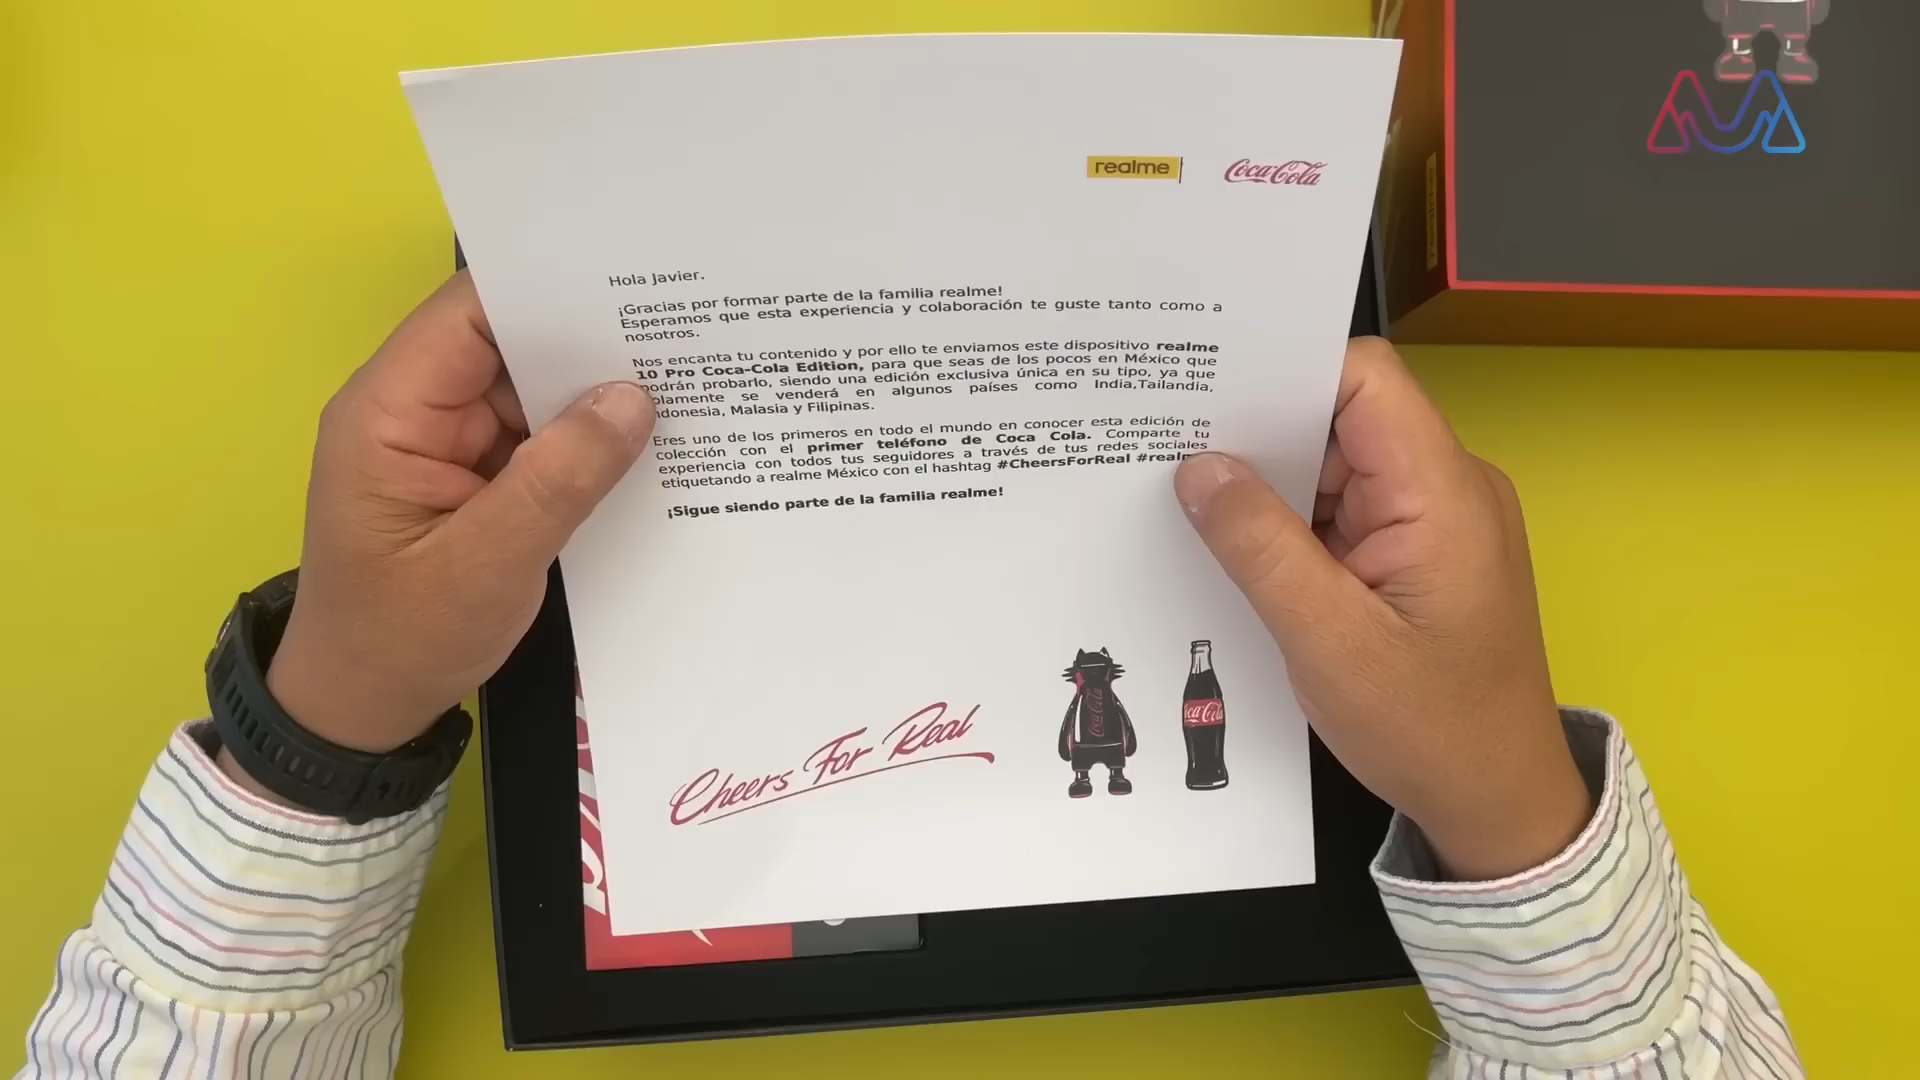 realme
Coca-Cola
Hola Javier.
¡Gracias por formar parte de la familia realme!
Esperamos que esta experiencia y colaboración te guste tanto como a
nosotros.
Nos encanta tu contenido y por ello te enviamos este dispositivo realme
10 Pro Coca-Cola Edition, para que seas de los pocos en México que
podrán probarlo, siendo una edición exclusiva única en su tipo, ya que
olamente se venderá en algunos países como India,Tailandia,
donesia, Malasia y Filipinas.
Eres uno de los primeros en todo el mundo en conocer esta edición de
colección con el primer teléfono de Coca Cola. Comparte tu
experiencia con todos tus seguidores a través de tus redes sociales
etiquetando a realme México con el hashtag #CheersForReal #realm
¡Sigue siendo parte de la familia realme!
Cheers For Real
Coca-Cola
Coca-Cola